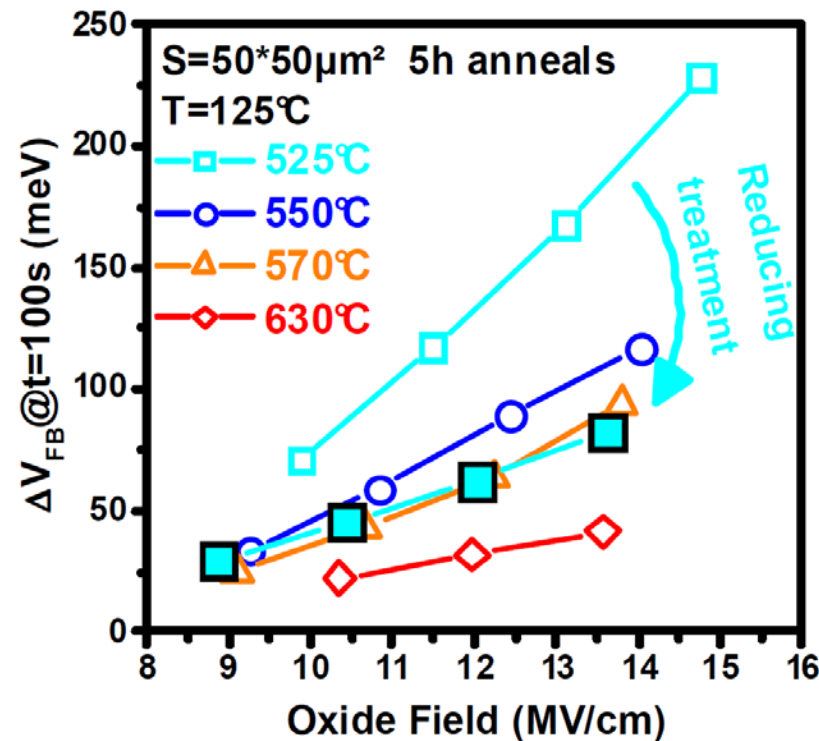 250
200
150
100
50
0
ΔV_FB@t=100s (meV)
S=50*50µm² 5h anneals
T=125°C
525°C
550°C
570°C
630°C
Reducing
treatment
8 9 10 11 12 13 14 15 16
Oxide Field (MV/cm)